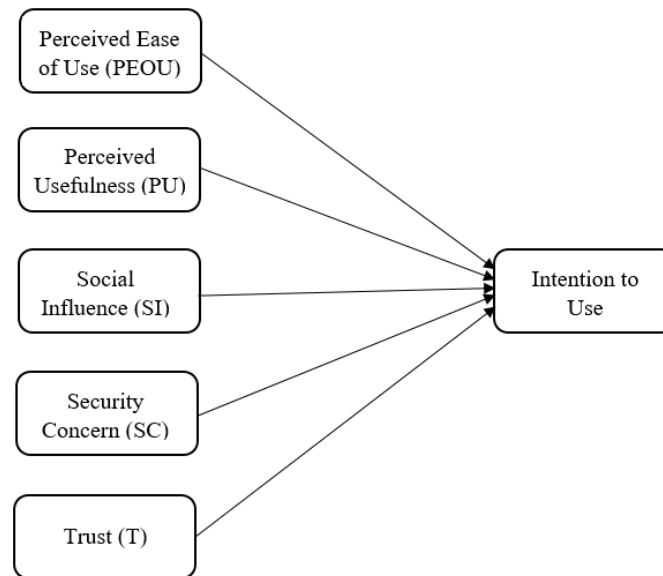 Perceived Ease
of Use (PEOU)
Perceived
Usefulness (PU)
Social
Influence (SI)
Intention to
Use
Security
Concern (SC)
Trust (T)